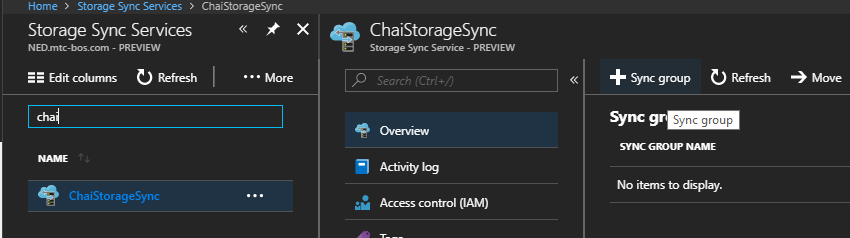 Home > Storage Sync Services > ChaiStorageSync
Storage Sync Services
NED.mtc-bos.com - PREVIEW
Edit columns Refresh More
chai
NAME
ChaiStorageSync
ChaiStorageSync
Storage Sync Service - PREVIEW
Search (Ctrl+/)
Overview
Activity log
Access control (IAM)
Tags
Sync group Refresh Move
Sync gr
Sync group
SYNC GROUP NAME
No items to display.